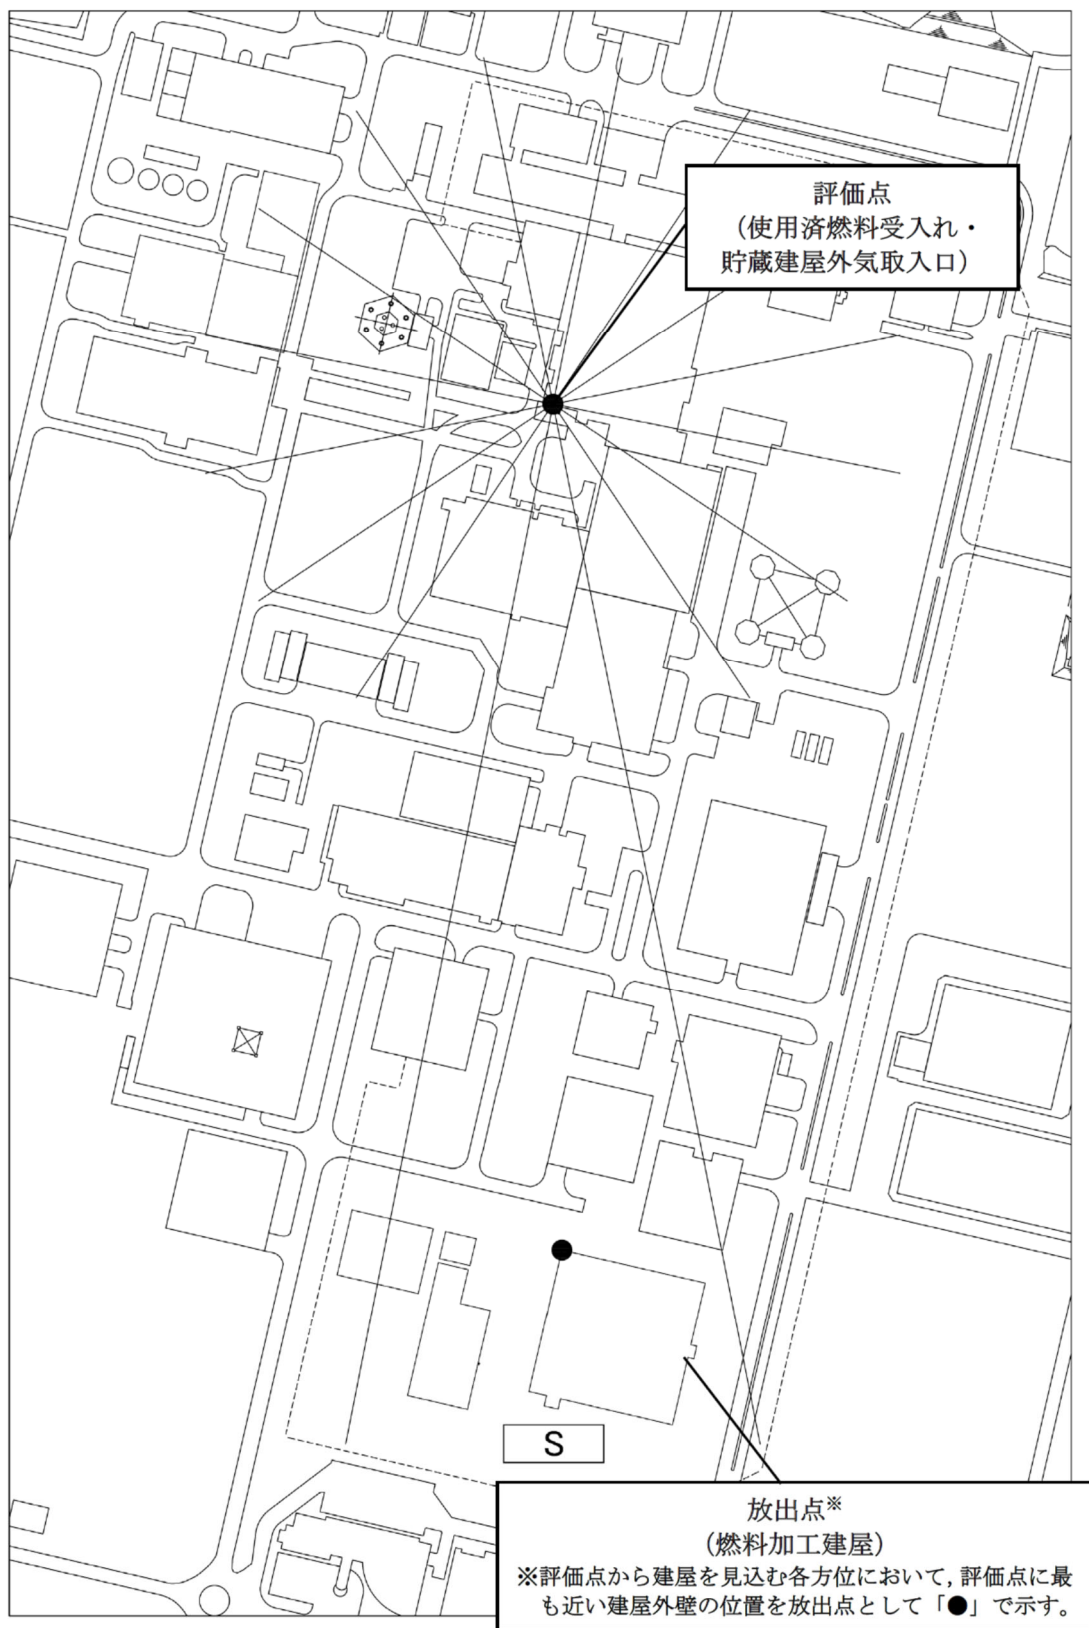 評価点
（使用済燃料受入れ・
貯蔵建屋外気取入口）
S
放出点※
（燃料加工建屋）
※評価点から建屋を見込む各方位において，評価点に最
も近い建屋外壁の位置を放出点として「●」で示す。